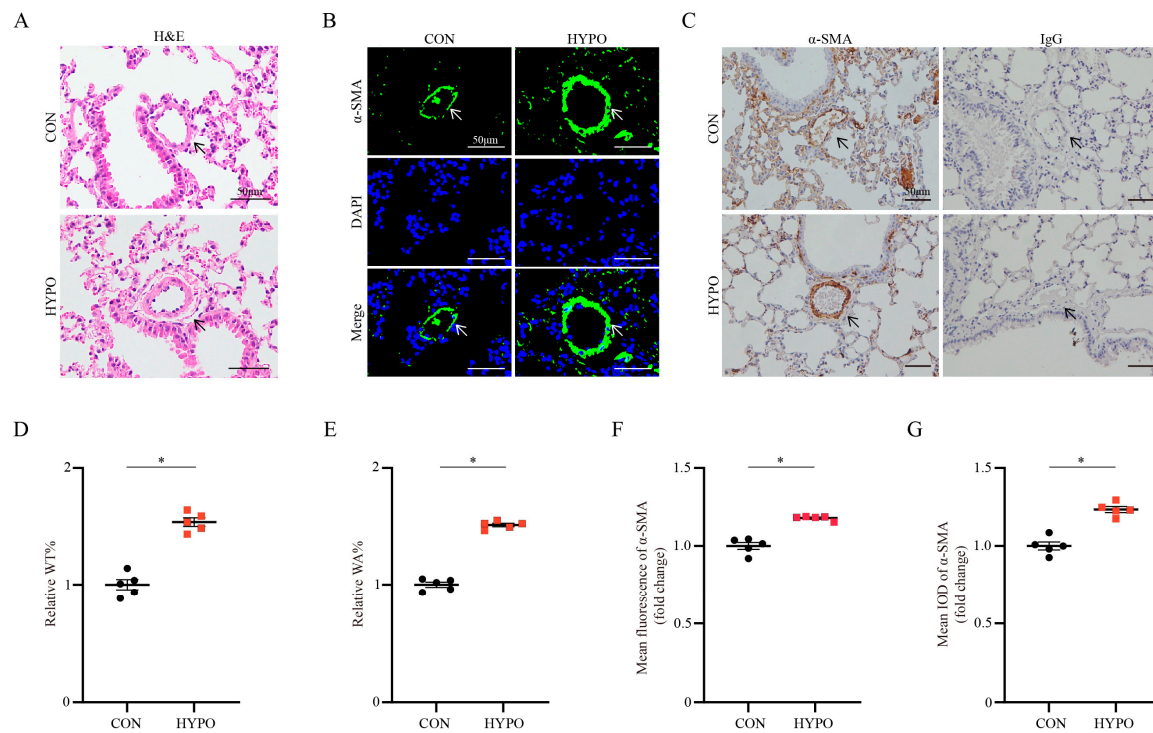 A
H&E
CON
50μm
HYPO
B
CON HYPO
α-SMA
50μm
DAPI
Merge
C
α-SMA IgG
CON
50μm
HYPO
D
*
Relative WT%
2
1
0
CON HYPO
E
*
Relative WA%
2
1
0
CON HYPO
F
*
Mean fluorescence of α-SMA
(fold change)
1.5
1.0
0.5
0
CON HYPO
G
*
Mean IOD of α-SMA
(fold change)
1.5
1.0
0.5
0
CON HYPO